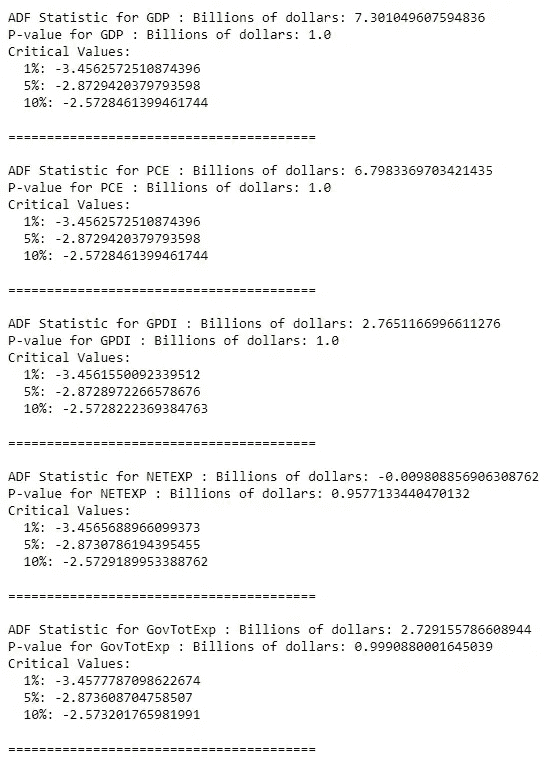 ADF Statistic for GDP : Billions of dollars: 7.301049607594836
P-value for GDP : Billions of dollars: 1.0
Critical Values:
1%: -3.4562572510874396
5%: -2.8729420379793598
10%: -2.5728461399461744
========================================
ADF Statistic for PCE : Billions of dollars: 6.7983369703421435
P-value for PCE : Billions of dollars: 1.0
Critical Values:
1%: -3.4562572510874396
5%: -2.8729420379793598
10%: -2.5728461399461744
========================================
ADF Statistic for GPDI : Billions of dollars: 2.7651166996611276
P-value for GPDI : Billions of dollars: 1.0
Critical Values:
1%: -3.4561550092339512
5%: -2.8728972266578676
10%: -2.5728222369384763
========================================
ADF Statistic for NETEXP : Billions of dollars: -0.009808856906308762
P-value for NETEXP : Billions of dollars: 0.9577133440470132
Critical Values:
1%: -3.4565688966099373
5%: -2.8730786194395455
10%: -2.5729189953388762
========================================
ADF Statistic for GovTotExp : Billions of dollars: 2.729155786608944
P-value for GovTotExp : Billions of dollars: 0.9990880001645039
Critical Values:
1%: -3.4577787098622674
5%: -2.873608704758507
10%: -2.573201765981991
========================================